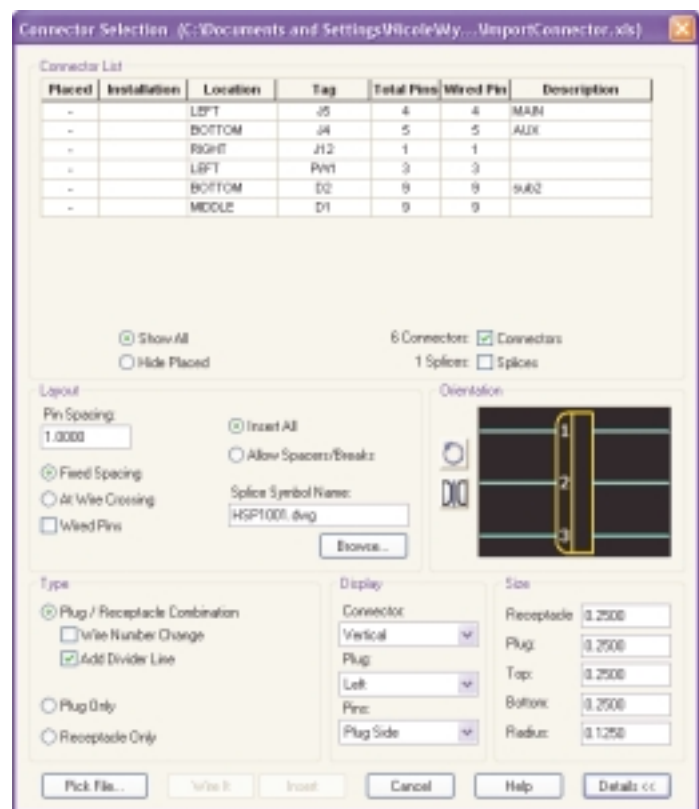 Connector Selection (C:\Documents and Settings\Nicole\My...\ImportConnector.xls)
Connector List
Placed Installation Location Tag Total Pins Wired Pin Description
- LEFT J5 4 4 MAIN
- BOTTOM J4 5 5 AUX
- RIGHT J12 1 1
- LEFT PW1 3 3
- BOTTOM D2 9 9 sub2
- MIDDLE D1 9 9
Show All 6 Connectors: Connectors
Hide Placed 1 Splices: Splices
Layout Orientation
Pin Spacing:
1.0000
Insert All
Allow Spacers/Breaks
Fixed Spacing
At Wire Crossing
Wired Pins
Splice Symbol Name:
HSP1001.dwg
Browse...
1
2
3
Type Display Size
Plug / Receptacle Combination
Wire Number Change
Add Divider Line
Plug Only
Receptacle Only
Connector:
Vertical
Plug:
Left
Pins:
Plug Side
Receptacle 0.2500
Plug: 0.2500
Top: 0.2500
Bottom: 0.2500
Radius: 0.1250
Pick File... Wire It Insert Cancel Help Details <<